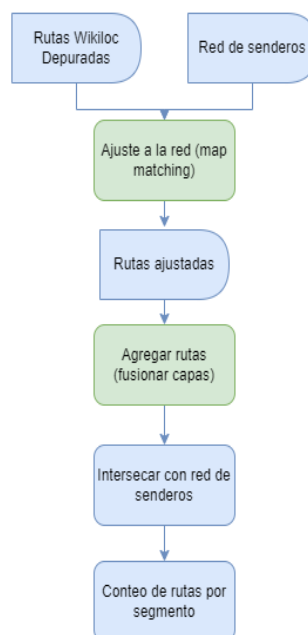 Rutas Wikiloc
Depuradas
Red de senderos
Ajuste a la red (map
matching)
Rutas ajustadas
Agregar rutas
(fusionar capas)
Intersecar con red de
senderos
Conteo de rutas por
segmento